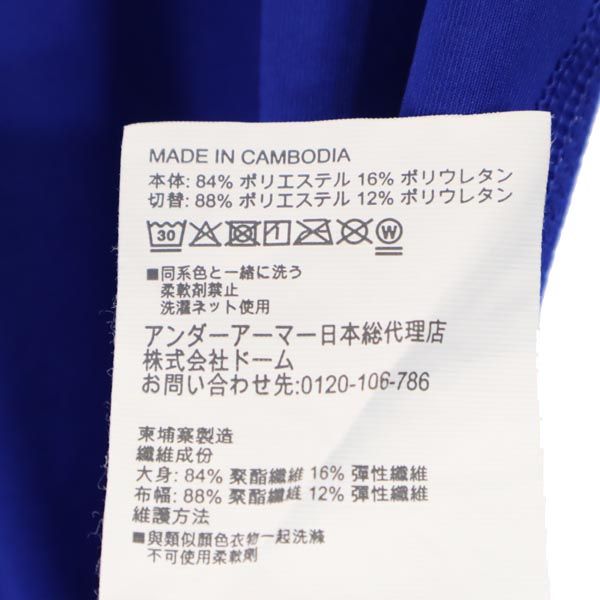 MADE IN CAMBODIA
本体: 84% ポリエステル 16% ポリウレタン
切替: 88% ポリエステル 12% ポリウレタン
30 W
■同系色と一緒に洗う
柔軟剤禁止
洗濯ネット使用
アンダーアーマー日本総代理店
株式会社ドーム
お問い合わせ先:0120-106-786
柬埔寨製造
纖維成份
大身: 84% 聚酯纖維 16% 彈性纖維
布幅: 88% 聚酯纖維 12% 彈性纖維
維護方法
■與類似顏色衣物一起洗滌
不可使用柔軟劑